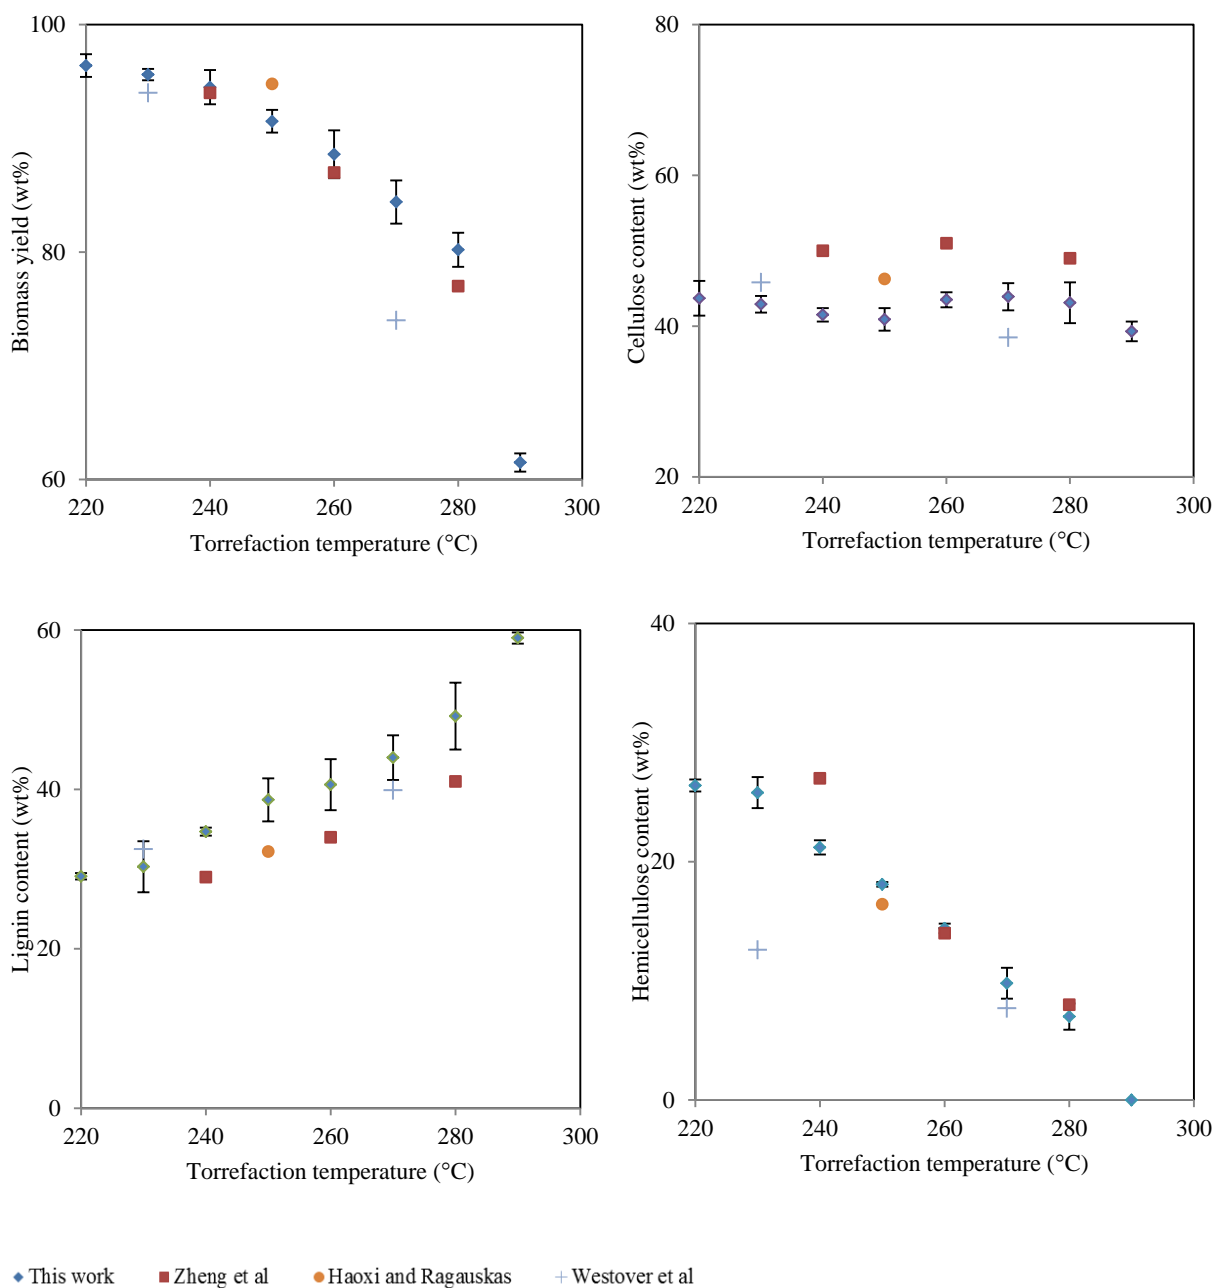 100
80
60
220 240 260 280 300
Biomass yield (wt%)
Torrefaction temperature (°C)
80
60
40
20
220 240 260 280 300
Cellulose content (wt%)
Torrefaction temperature (°C)
60
40
20
0
220 240 260 280 300
Lignin content (wt%)
Torrefaction temperature (°C)
40
20
0
220 240 260 280 300
Hemicellulose content (wt%)
Torrefaction temperature (°C)
This work Zheng et al Haoxi and Ragauskas Westover et al